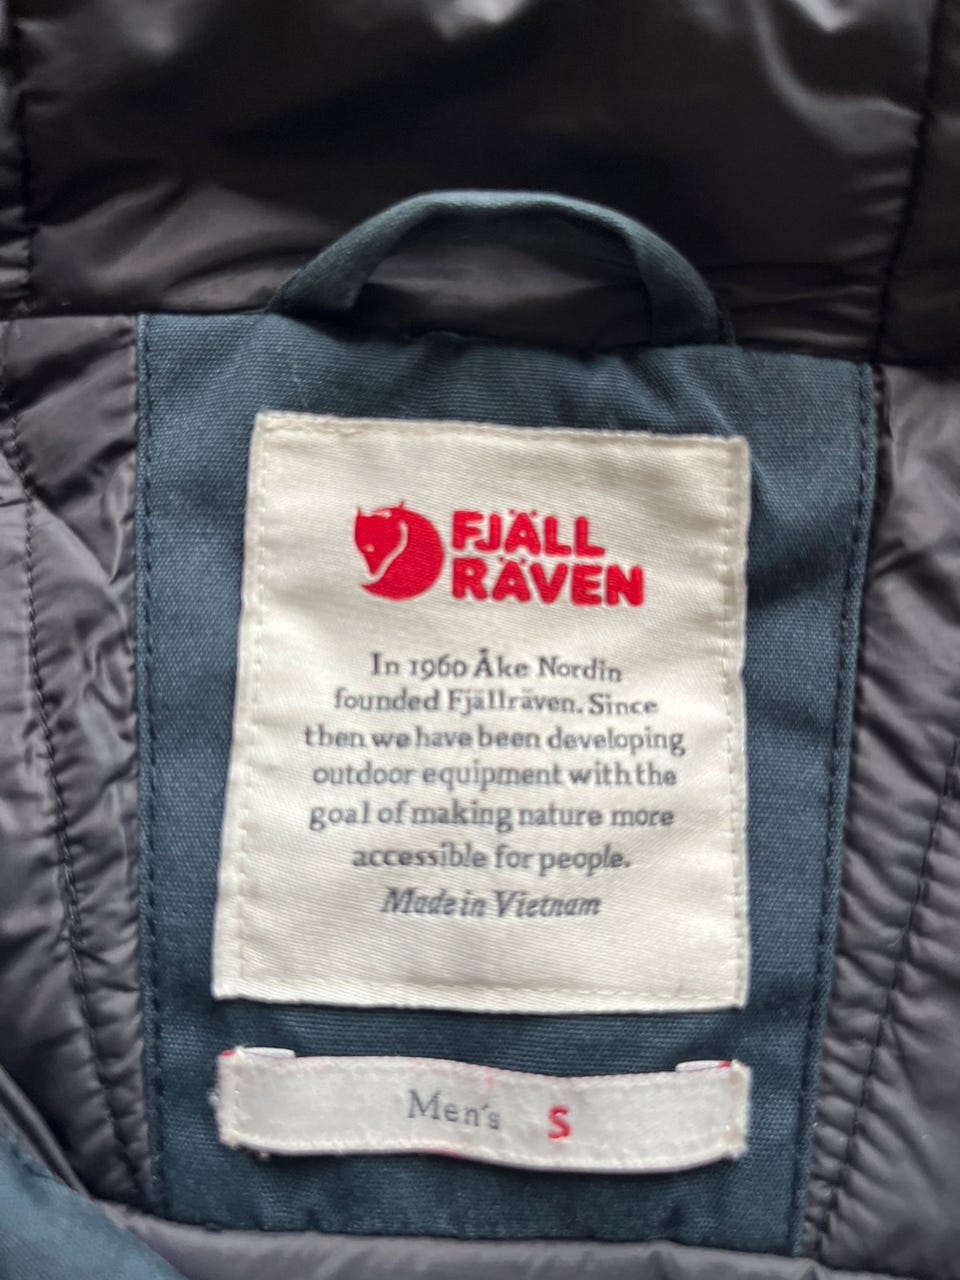 FJÄLL
RÄVEN
In 1960 Åke Nordin
founded Fjällräven. Since
then we have been developing
outdoor equipment with the
goal of making nature more
accessible for people.
Made in Vietnam
Men's S